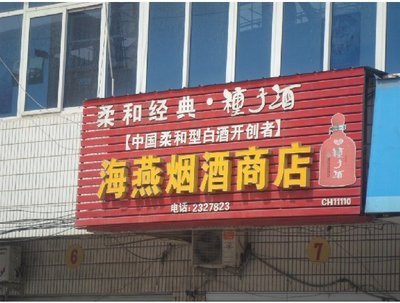 柔和经典·種子酒
【中国柔和型白酒开创者】
海燕烟酒商店
电话:2327823
CH11110
6
7